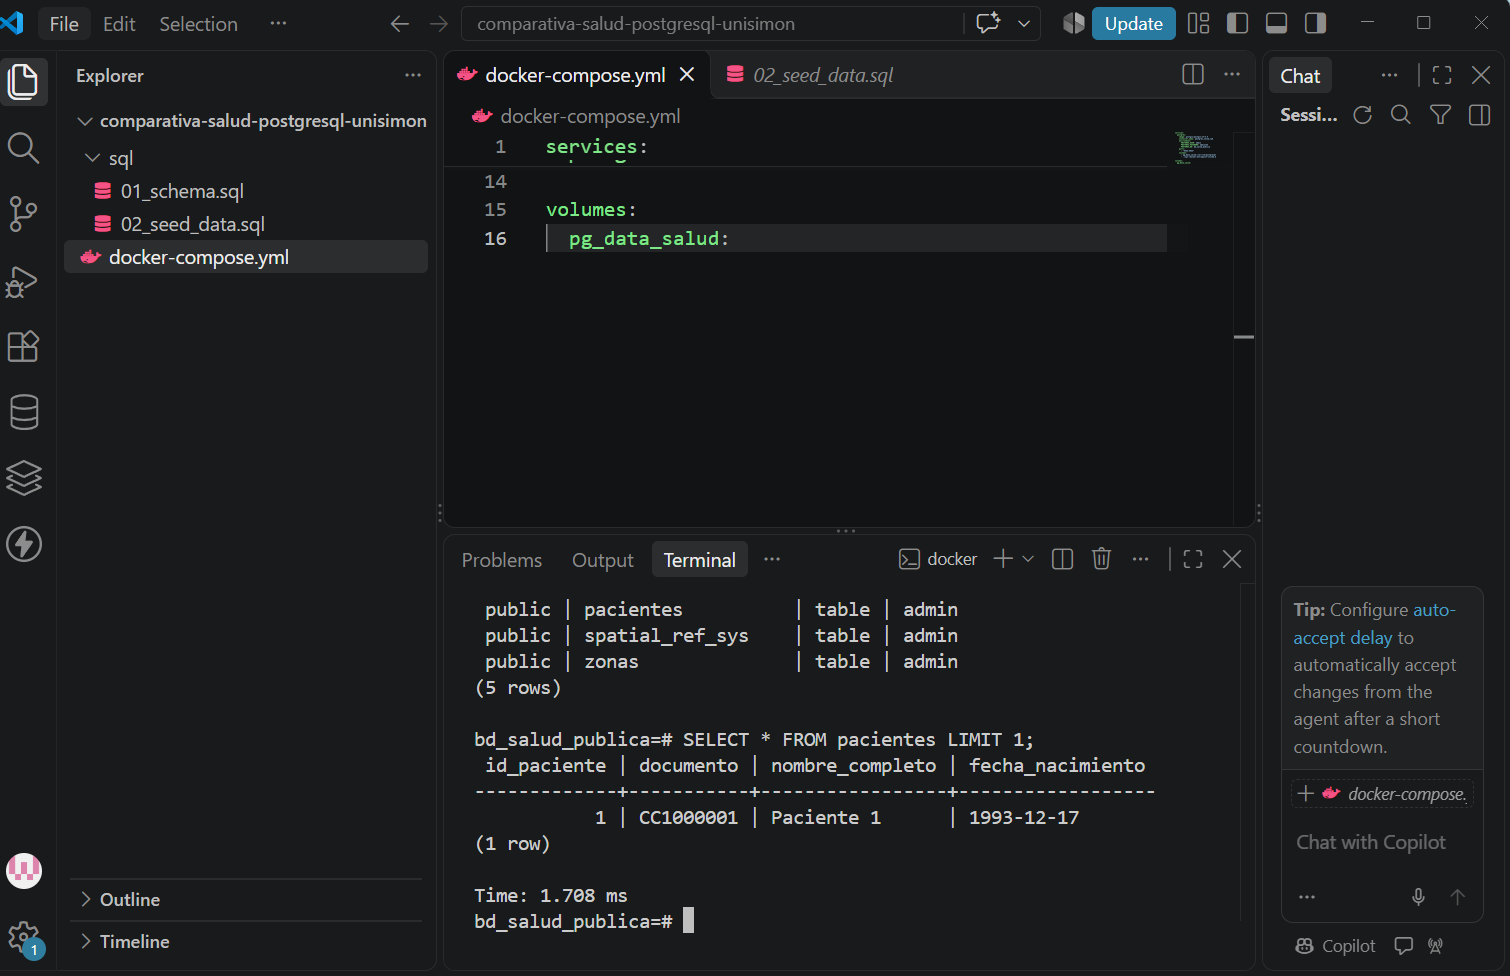 File Edit Selection ··· comparativa-salud-postgresql-unisimon Update
Explorer ···
comparativa-salud-postgresql-unisimon
sql
01_schema.sql
02_seed_data.sql
docker-compose.yml
Outline
Timeline
1
docker-compose.yml 02_seed_data.sql ···
docker-compose.yml
1 services:
14
15 volumes:
16 pg_data_salud:
Problems Output Terminal ··· docker ···
public | pacientes | table | admin
public | spatial_ref_sys | table | admin
public | zonas | table | admin
(5 rows)
bd_salud_publica=# SELECT * FROM pacientes LIMIT 1;
id_paciente | documento | nombre_completo | fecha_nacimiento
-------------+-----------+-----------------+------------------
1 | CC1000001 | Paciente 1 | 1993-12-17
(1 row)
Time: 1.708 ms
bd_salud_publica=#
Chat ···
Sessi...
Tip: Configure auto-
accept delay to
automatically accept
changes from the
agent after a short
countdown.
docker-compose.
Chat with Copilot
···
Copilot